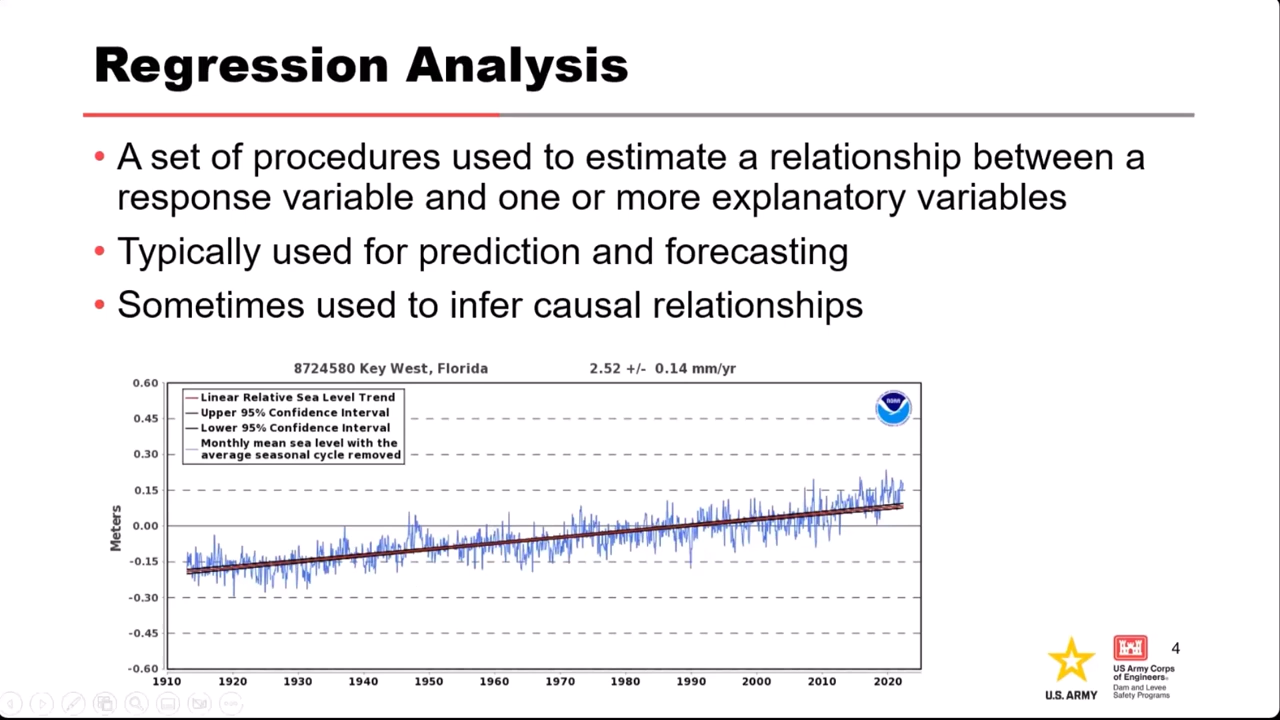 Regression Analysis
• A set of procedures used to estimate a relationship between a
response variable and one or more explanatory variables
• Typically used for prediction and forecasting
• Sometimes used to infer causal relationships
8724580 Key West, Florida 2.52 +/- 0.14 mm/yr
Linear Relative Sea Level Trend
Upper 95% Confidence Interval
Lower 95% Confidence Interval
Monthly mean sea level with the
average seasonal cycle removed
NOAA
0.60
0.45
0.30
0.15
0.00
-0.15
-0.30
-0.45
-0.60
Meters
1910 1920 1930 1940 1950 1960 1970 1980 1990 2000 2010 2020
U.S. ARMY
US Army Corps
of Engineers®
Dam and Levee
Safety Programs
4